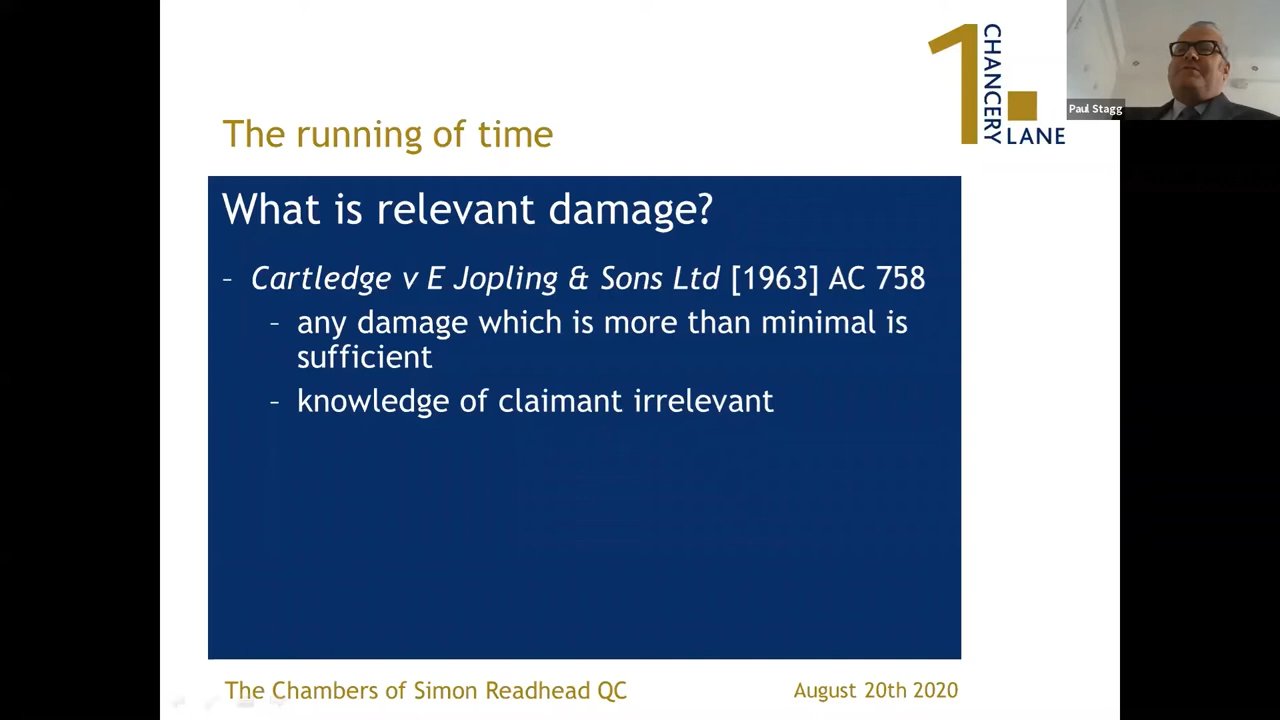 1
CHANCERY
LANE
Paul Stagg
The running of time
What is relevant damage?
– Cartledge v E Jopling & Sons Ltd [1963] AC 758
– any damage which is more than minimal is
sufficient
– knowledge of claimant irrelevant
The Chambers of Simon Readhead QC
August 20th 2020